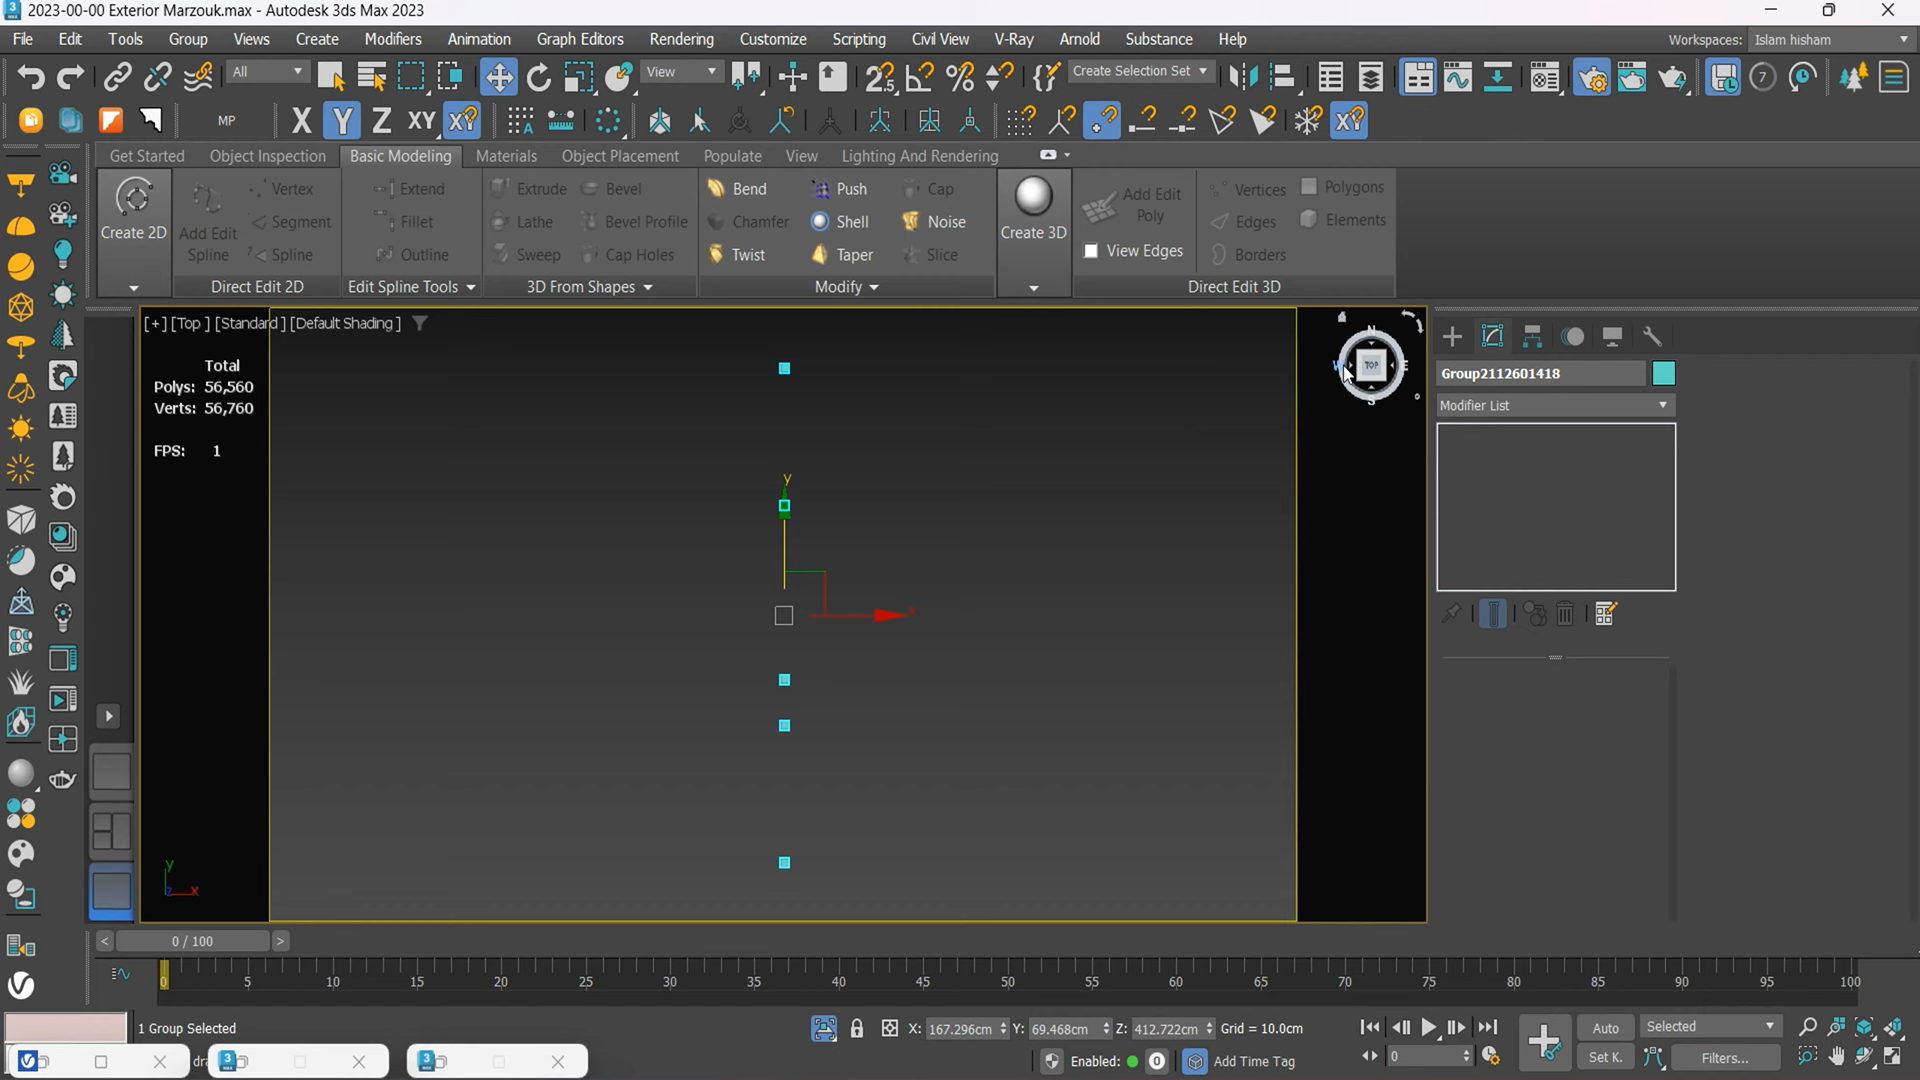 2023-00-00 Exterior Marzouk.max - Autodesk 3ds Max 2023
File Edit Tools Group Views Create Modifiers Animation Graph Editors Rendering Customize Scripting Civil View V-Ray Arnold Substance Help Workspaces: Islam hisham
All View Create Selection Set 7
MP X Y Z XY
Get Started Object Inspection Basic Modeling Materials Object Placement Populate View Lighting And Rendering
Vertex Extend Extrude Bevel Bend Push Cap Vertices Polygons
Add Edit Spline Segment Fillet Lathe Bevel Profile Chamfer Shell Noise Add Edit Poly Edges Elements
Create 2D Create 3D
Spline Outline Sweep Cap Holes Twist Taper Slice View Edges Borders
Direct Edit 2D Edit Spline Tools 3D From Shapes Modify Direct Edit 3D
[+] [Top ] [Standard ] [Default Shading ]
N
TOP
E
S
Total
Polys: 56,560
Verts: 56,760
FPS: 1
Group2112601418
Modifier List
y
x
y
z x
0 / 100
0 5 10 15 20 25 30 35 40 45 50 55 60 65 70 75 80 85 90 95 100
1 Group Selected X: 167.296cm Y: 69.468cm Z: 412.722cm Grid = 10.0cm Auto Selected
Enabled: 0 Add Time Tag 0 Set K. Filters...